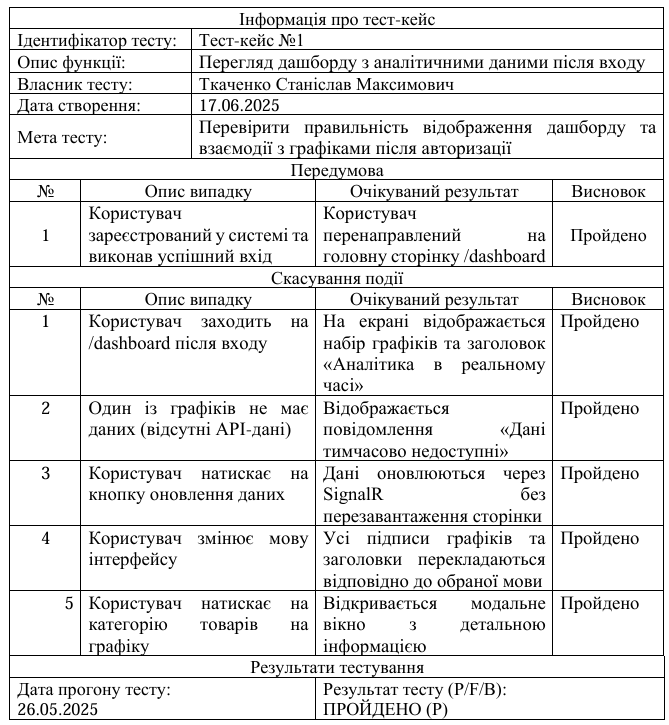 Інформація про тест-кейс
Ідентифікатор тесту: Тест-кейс №1
Опис функції: Перегляд дашборду з аналітичними даними після входу
Власник тесту: Ткаченко Станіслав Максимович
Дата створення: 17.06.2025
Мета тесту: Перевірити правильність відображення дашборду та
взаємодії з графіками після авторизації
Передумова
№ Опис випадку Очікуваний результат Висновок
1 Користувач Користувач Пройдено
зареєстрований у системі та перенаправлений на
виконав успішний вхід головну сторінку /dashboard
Скасування події
№ Опис випадку Очікуваний результат Висновок
1 Користувач заходить на На екрані відображається Пройдено
/dashboard після входу набір графіків та заголовок
«Аналітика в реальному
часі»
2 Один із графіків не має Відображається Пройдено
даних (відсутні API-дані) повідомлення «Дані
тимчасово недоступні»
3 Користувач натискає на Дані оновлюються через Пройдено
кнопку оновлення даних SignalR без
перезавантаження сторінки
4 Користувач змінює мову Усі підписи графіків та Пройдено
інтерфейсу заголовки перекладаються
відповідно до обраної мови
5 Користувач натискає на Відкривається модальне Пройдено
категорію товарів на вікно з детальною
графіку інформацією
Результати тестування
Дата прогону тесту: Результат тесту (P/F/B):
26.05.2025 ПРОЙДЕНО (P)